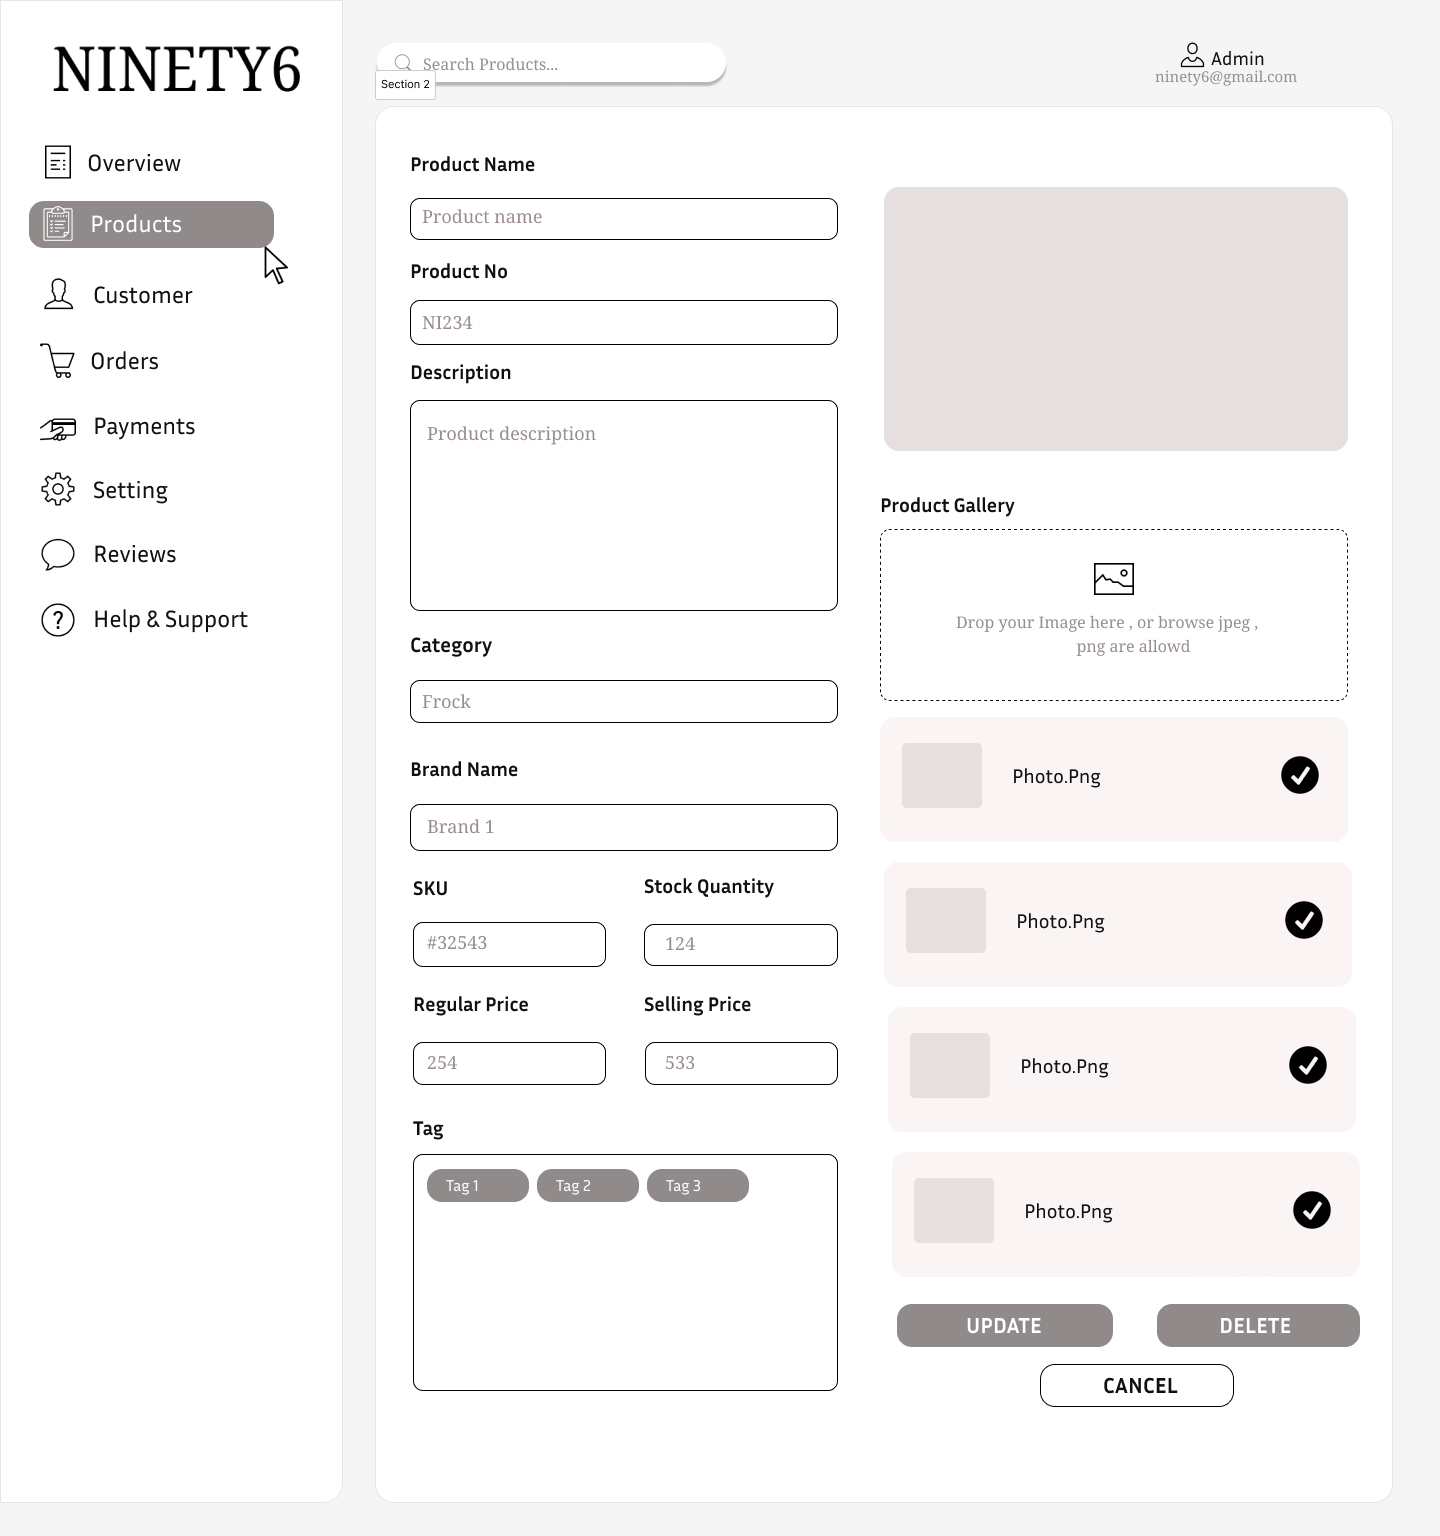 NINETY6
Overview
Products
Customer
Orders
Payments
Setting
Reviews
Help & Support
Search Products...
Section 2
Admin
ninety6@gmail.com
Product Name
Product name
Product No
NI234
Description
Product description
Category
Frock
Brand Name
Brand 1
SKU
Stock Quantity
#32543
124
Regular Price
Selling Price
254
533
Tag
Tag 1
Tag 2
Tag 3
Product Gallery
Drop your Image here , or browse jpeg ,
png are allowd
Photo.Png
Photo.Png
Photo.Png
Photo.Png
UPDATE
DELETE
CANCEL